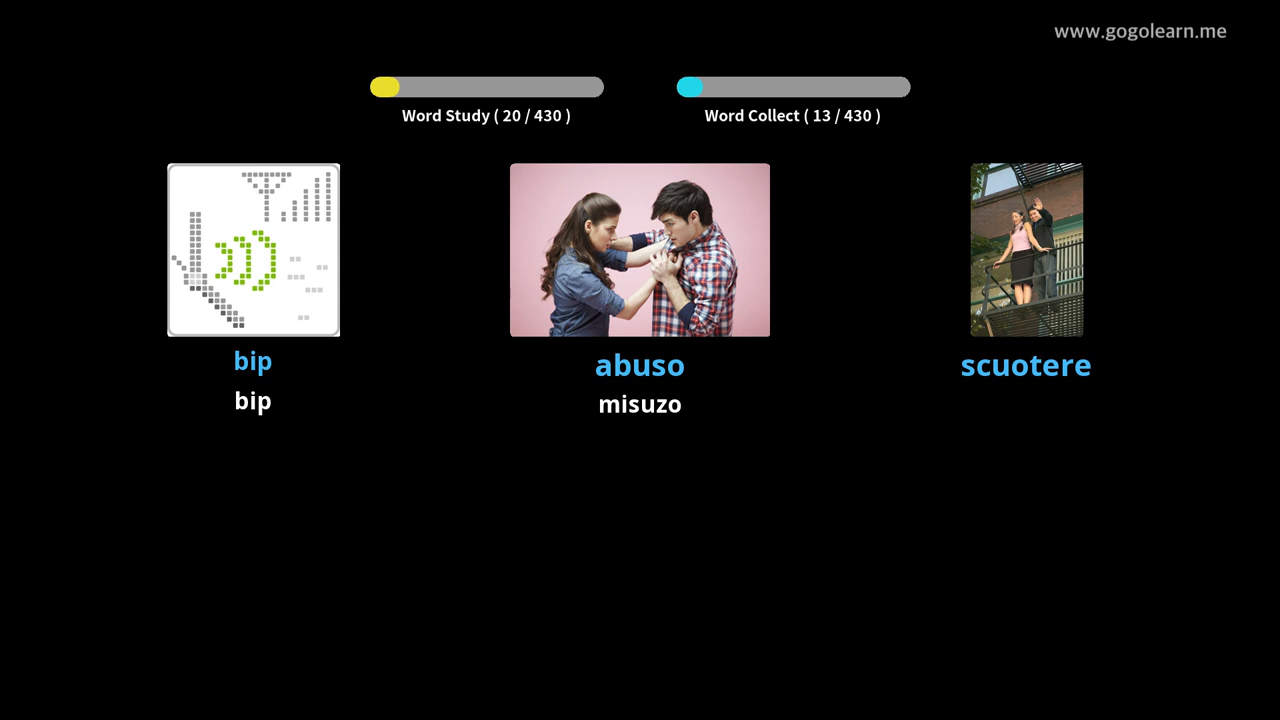 www.gogolearn.me
Word Study ( 20 / 430 )
Word Collect ( 13 / 430 )
bip
bip
abuso
misuzo
scuotere